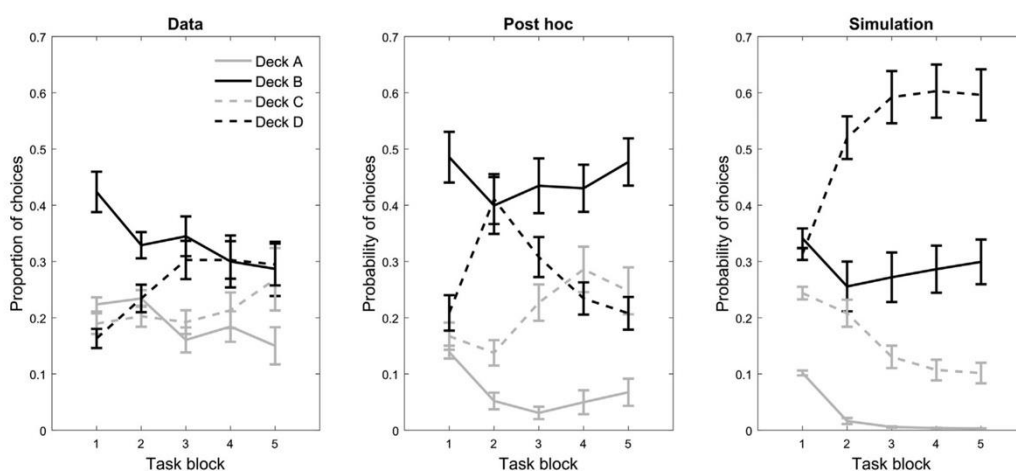 Data
Proportion of choices
0.7
0.6
0.5
0.4
0.3
0.2
0.1
0
1 2 3 4 5
Task block
Deck A
Deck B
Deck C
Deck D
Post hoc
Probability of choices
0.7
0.6
0.5
0.4
0.3
0.2
0.1
0
1 2 3 4 5
Task block
Simulation
Probability of choices
0.7
0.6
0.5
0.4
0.3
0.2
0.1
0
1 2 3 4 5
Task block